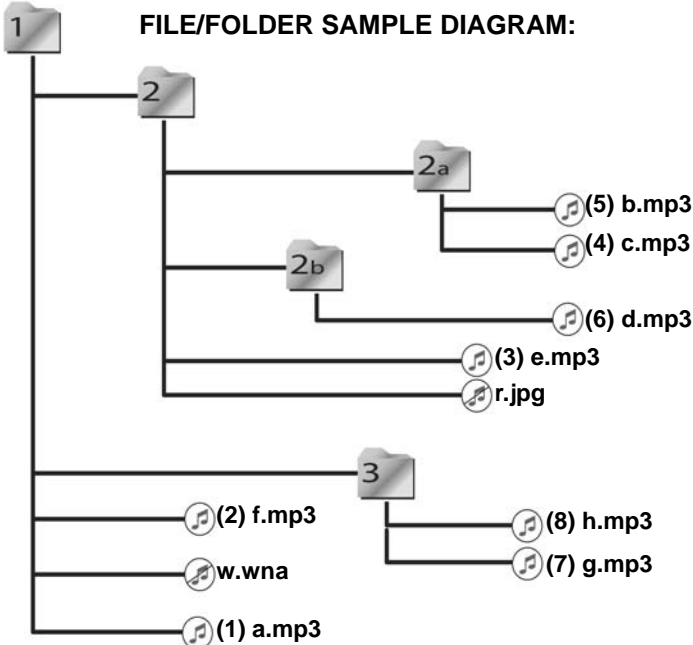 1
FILE/FOLDER SAMPLE DIAGRAM:
2
2a
(5) b.mp3
(4) c.mp3
2b
(6) d.mp3
(3) e.mp3
r.jpg
3
(2) f.mp3
(8) h.mp3
w.wna
(7) g.mp3
(1) a.mp3